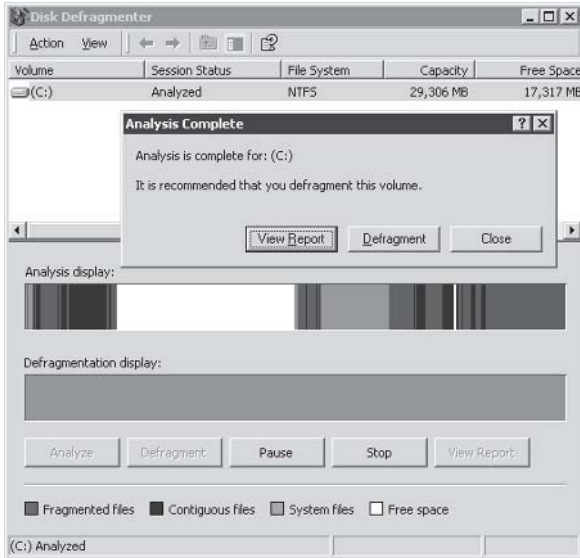 Disk Defragmenter
Action View
Volume Session Status File System Capacity Free Space
(C:) Analyzed NTFS 29,306 MB 17,317 MB
Analysis Complete
Analysis is complete for: (C:)
It is recommended that you defragment this volume.
View Report Defragment Close
Analysis display:
Defragmentation display:
Analyze Defragment Pause Stop View Report
Fragmented files Contiguous files System files Free space
(C:) Analyzed